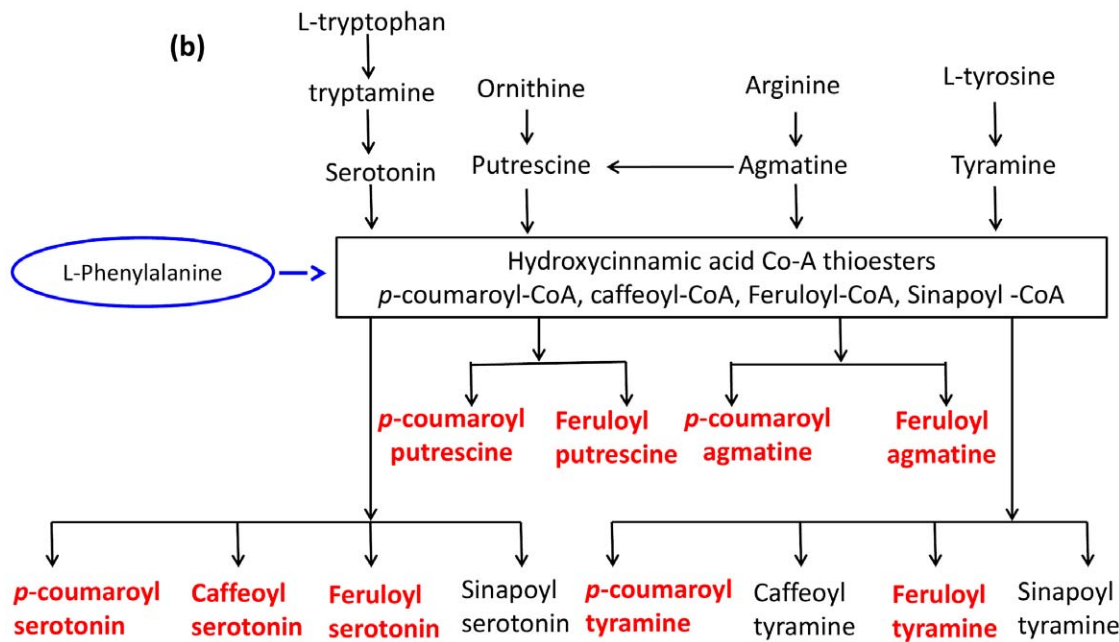 (b)
L-tryptophan
tryptamine
Ornithine
Arginine
L-tyrosine
Serotonin
Putrescine
Agmatine
Tyramine
L-Phenylalanine
Hydroxycinnamic acid Co-A thioesters
p-coumaroyl-CoA, caffeoyl-CoA, Feruloyl-CoA, Sinapoyl -CoA
p-coumaroyl
putrescine
Feruloyl
putrescine
p-coumaroyl
agmatine
Feruloyl
agmatine
p-coumaroyl
serotonin
Caffeoyl
serotonin
Feruloyl
serotonin
Sinapoyl
serotonin
p-coumaroyl
tyramine
Caffeoyl
tyramine
Feruloyl
tyramine
Sinapoyl
tyramine